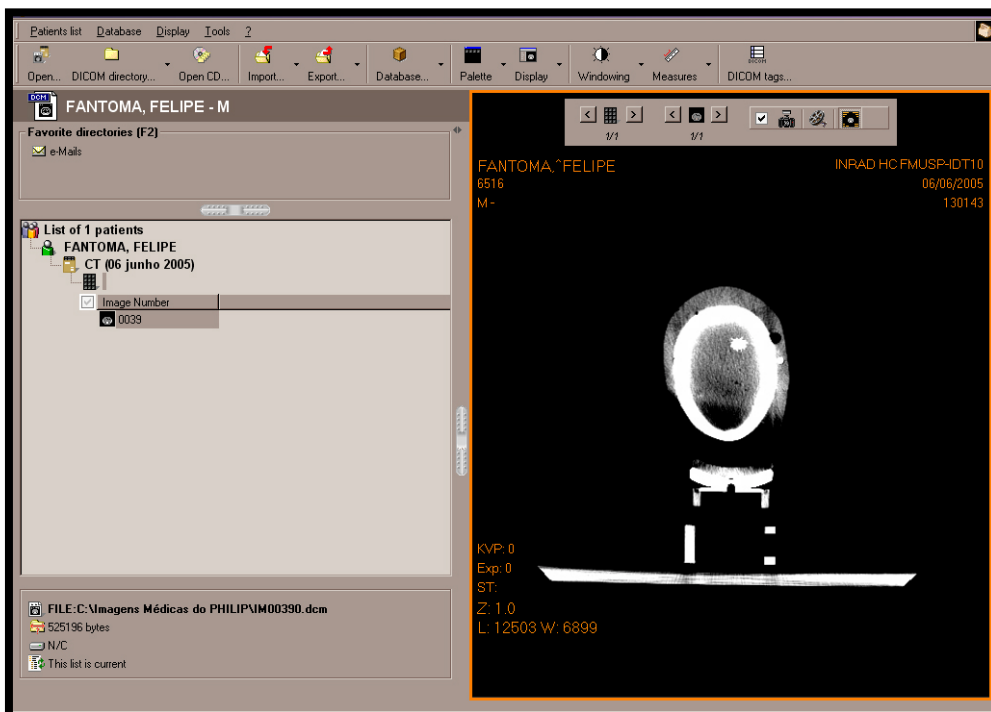 Patients list Database Display Tools ?
Open... DICOM directory... Open CD... Import... Export... Database... Palette Display Windowing Measures DICOM tags...
DCM
FANTOMA, FELIPE - M
Favorite directories (F2)
e-Mails
List of 1 patients
FANTOMA, FELIPE
CT (06 junho 2005)
Image Number
0039
FILE:C:\Imagens Médicas do PHILIP\IM00390.dcm
525196 bytes
N/C
This list is current
1/1 1/1
FANTOMA,^FELIPE INRAD HC FMUSP-IDT10
6516 06/06/2005
M - 130143
KVP: 0
Exp: 0
ST:
Z: 1.0
L: 12503 W: 6899